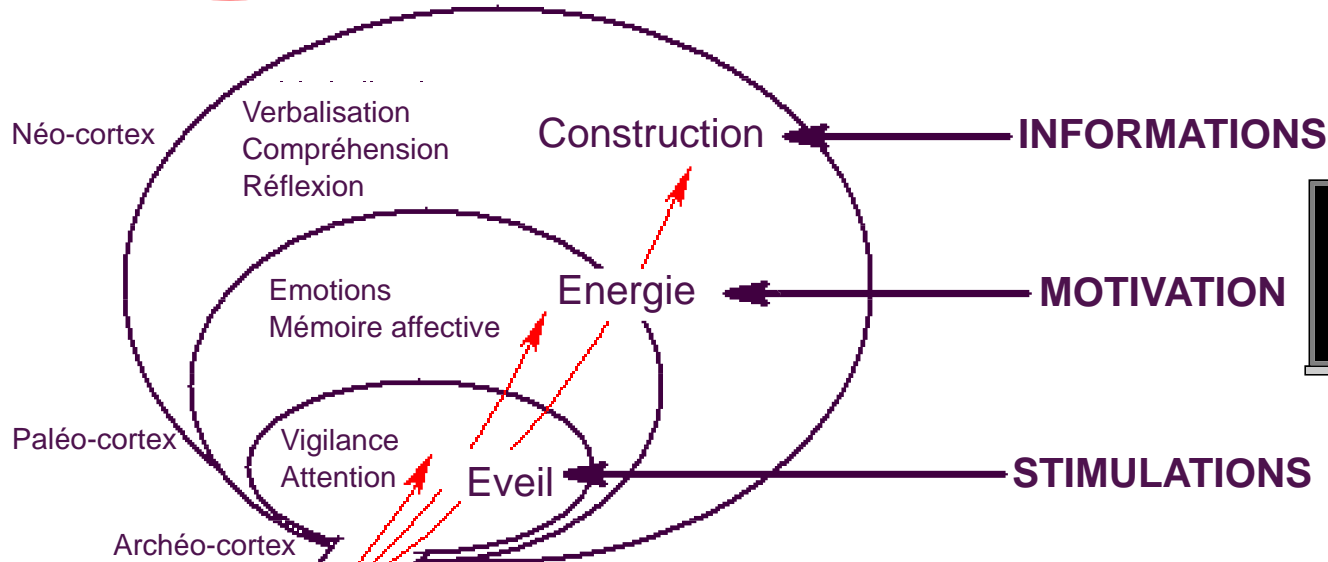 Néo-cortex
Verbalisation
Compréhension
Réflexion
Construction
INFORMATIONS
Emotions
Mémoire affective
Energie
MOTIVATION
Paléo-cortex
Vigilance
Attention
Eveil
STIMULATIONS
Archéo-cortex